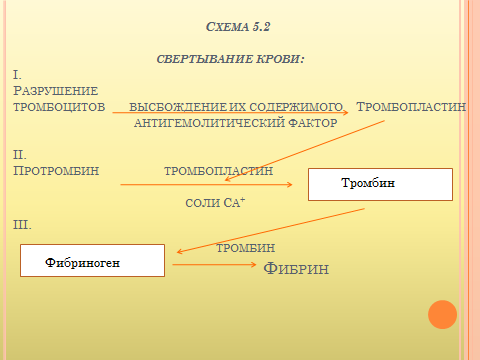 Схема 5.2
свертывание крови:
I.
Разрушение
тромбоцитов высбождение их содержимого Тромбопластин
антигемолитический фактор
II.
Протромбин тромбопластин Тромбин
соли Са⁺
III.
тромбин
Фибриноген Фибрин